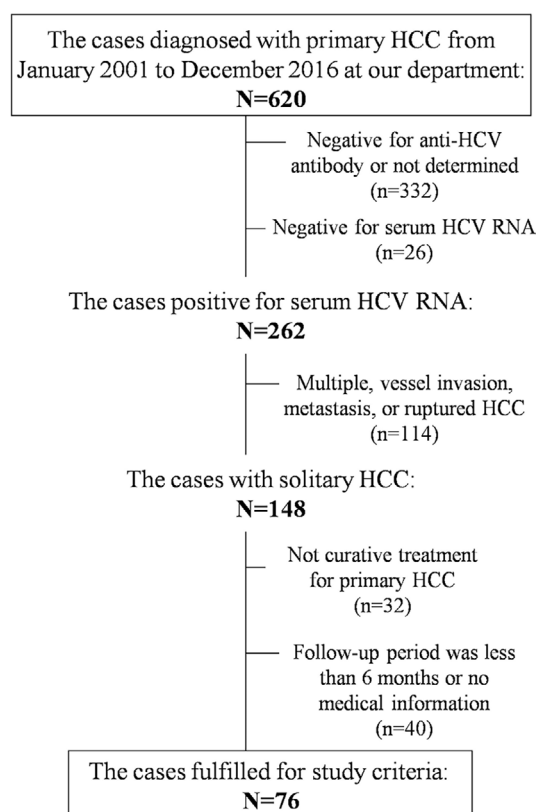 The cases diagnosed with primary HCC from
January 2001 to December 2016 at our department:
N=620
Negative for anti-HCV
antibody or not determined
(n=332)
Negative for serum HCV RNA
(n=26)
The cases positive for serum HCV RNA:
N=262
Multiple, vessel invasion,
metastasis, or ruptured HCC
(n=114)
The cases with solitary HCC:
N=148
Not curative treatment
for primary HCC
(n=32)
Follow-up period was less
than 6 months or no
medical information
(n=40)
The cases fulfilled for study criteria:
N=76